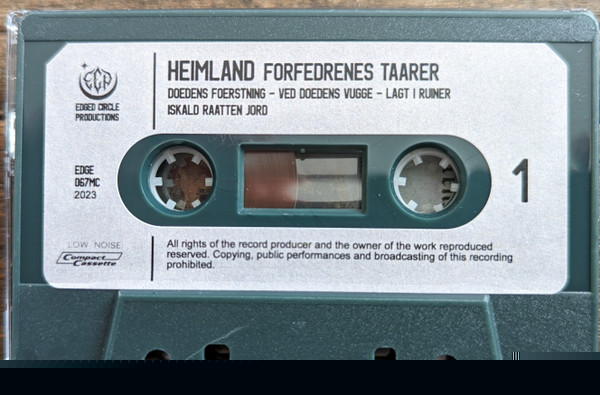 HEIMLAND FORFEDRENES TAARER
DOEDENS FOERSTNING - VED DOEDENS VUGGE - LAGT I RUINER
ISKALD RAATTEN JORD
ECP
EDGED CIRCLE
PRODUCTIONS
EDGE
067MC
2023
1
LOW NOISE
Compact
Cassette
All rights of the record producer and the owner of the work reproduced
reserved. Copying, public performances and broadcasting of this recording
prohibited.